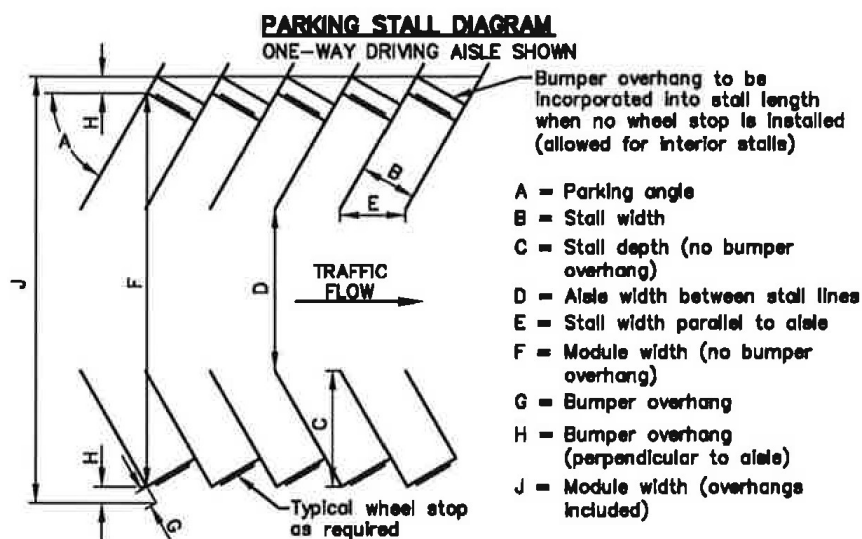 PARKING STALL DIAGRAM
ONE-WAY DRIVING AISLE SHOWN
Bumper overhang to be
incorporated into stall length
when no wheel stop is installed
(allowed for interior stalls)
H
A
B
E
J
F
D
TRAFFIC
FLOW
C
H
G
Typical wheel stop
as required
A = Parking angle
B = Stall width
C = Stall depth (no bumper
overhang)
D = Aisle width between stall lines
E = Stall width parallel to aisle
F = Module width (no bumper
overhang)
G = Bumper overhang
H = Bumper overhang
(perpendicular to aisle)
J = Module width (overhangs
included)